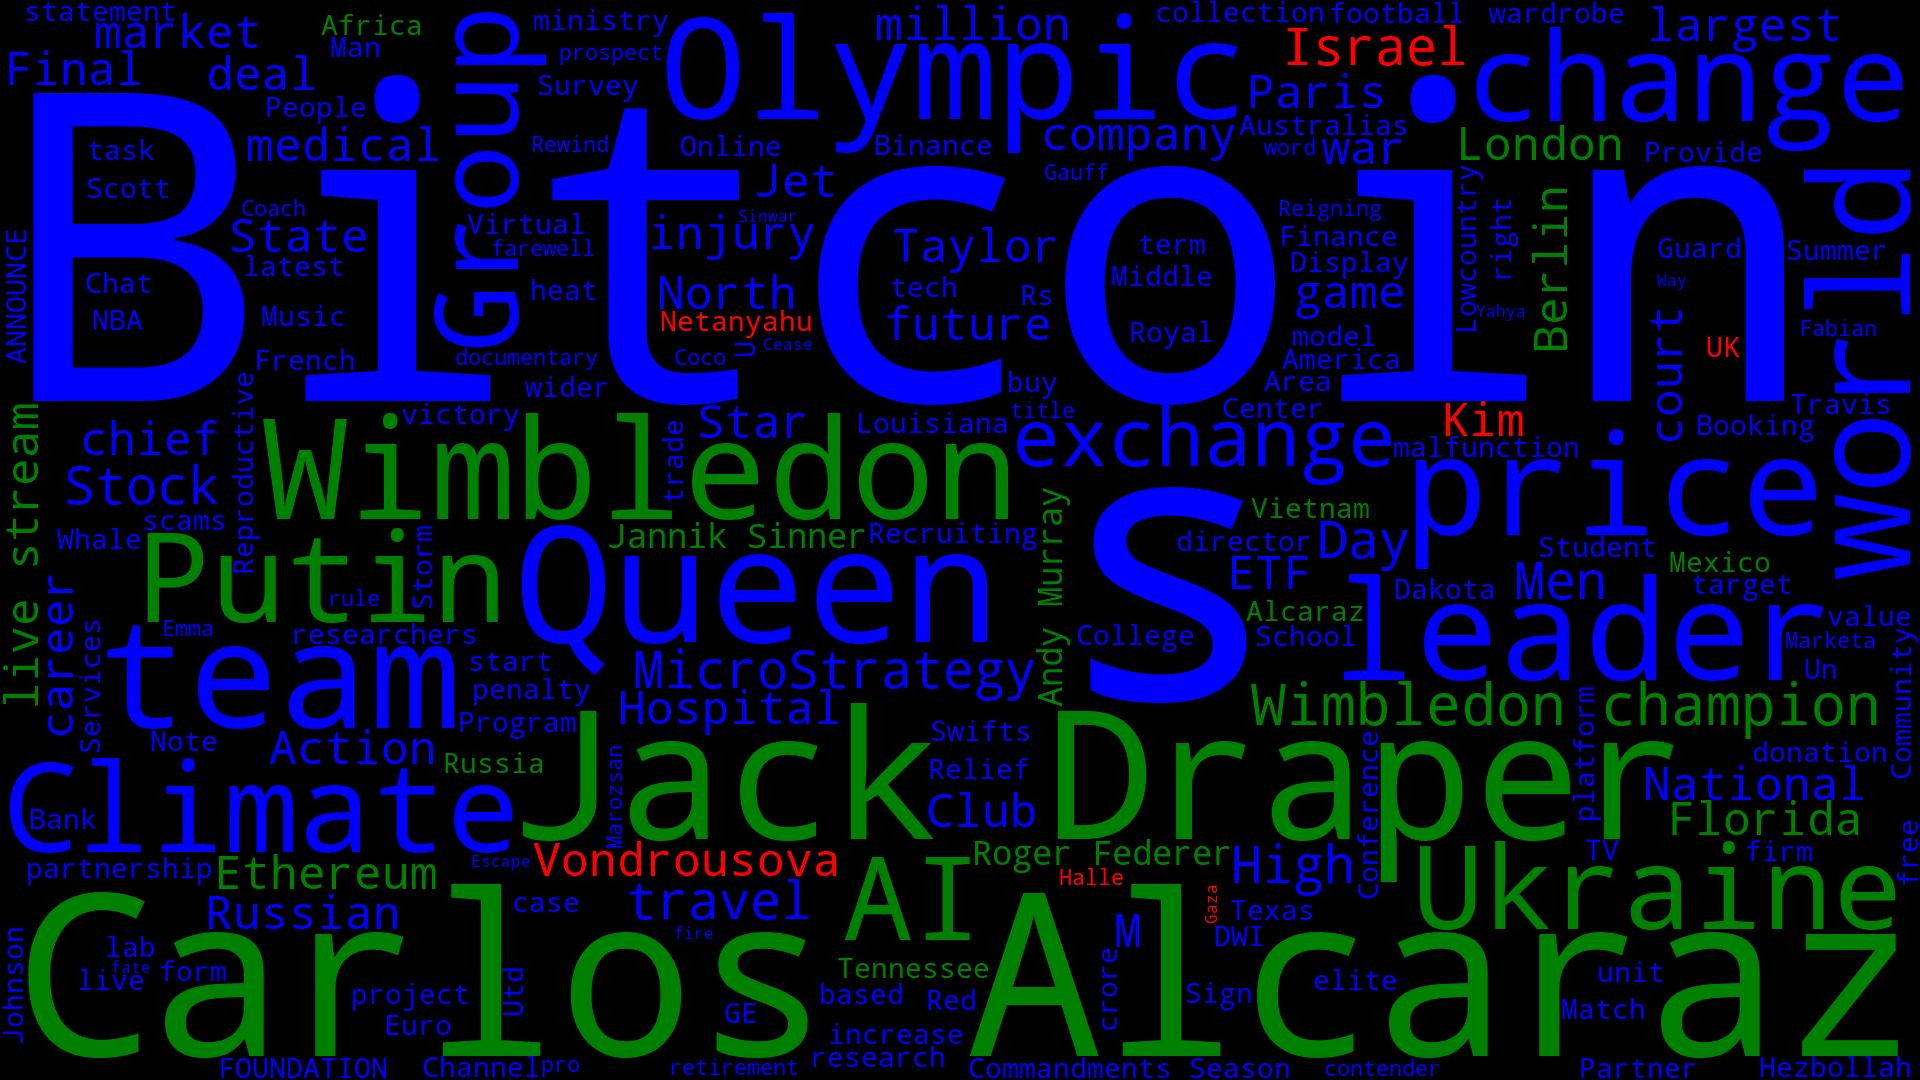 statement
market
Africa
Man
ministry
prospect
Olympic
million
collection
football
wardrobe
largest
Israel
change
Final
deal
Group
Survey
Paris
People
Bitcoin
medical
task
Scott
Rewind
Online
Binance
company
Australias
word
war
London
Provide
Gauff
Jet
World
Coach
State
latest
Virtual
farewell
Sinwar
injury
Taylor
term
Middle
Reigning
Finance
Display
Lowcountry
right
Berlin
Guard
Summer
ANNOUNCE
Chat
NBA
Music
French
heat
North
Netanyahu
tech
Rs
future
Royal
game
model
America
Yahya
Way
court
UK
Fabian
documentary
wider
Coco
U
Cease
buy
Area
Center
title
Kim
Travis
Booking
malfunction
live stream
chief
Stock
Reproductive
victory
Wimbledon
trade
Star
Louisiana
exchange
price
Whale
scams
Putin
rule
Storm
Queen
Jannik Sinner
Recruiting
Andy Murray
s
Vietnam
director
Day
ETF
Student
Mexico
target
Dakota
Men
leader
Alcaraz
School
College
value
Marketa
Un
Community
career
Services
Emma
team
researchers
start
penalty
Program
MicroStrategy
Hospital
Wimbledon champion
Note
Action
Russia
Jack Draper
Swifts
Relief
Club
Conference
platform
donation
National
Florida
Climate
Bank
Marozsan
partnership
Ethereum
Escape
Vondrousova
AI
Roger Federer
Halle
High
TV
firm
free
Ukraine
Russian
case
travel
fire
Gaza
Texas
DWI
M
Carlos Alcaraz
Johnson
lab
fate
live
form
project
Euro
Utd
GE
Tennessee
based
Red
increase
research
crore
Sign
elite
unit
Match
FOUNDATION
Channel
pro
retirement
Commandments
Season
contender
Partner
Hezbollah